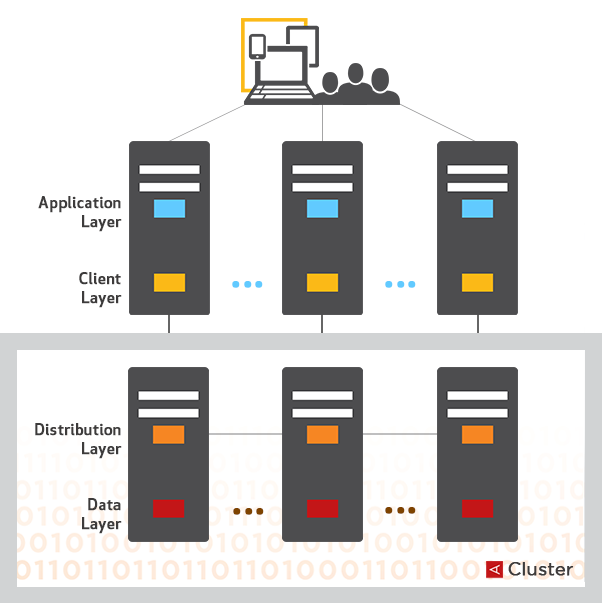 Application
Layer
Client
Layer
Distribution
Layer
Data
Layer
Cluster